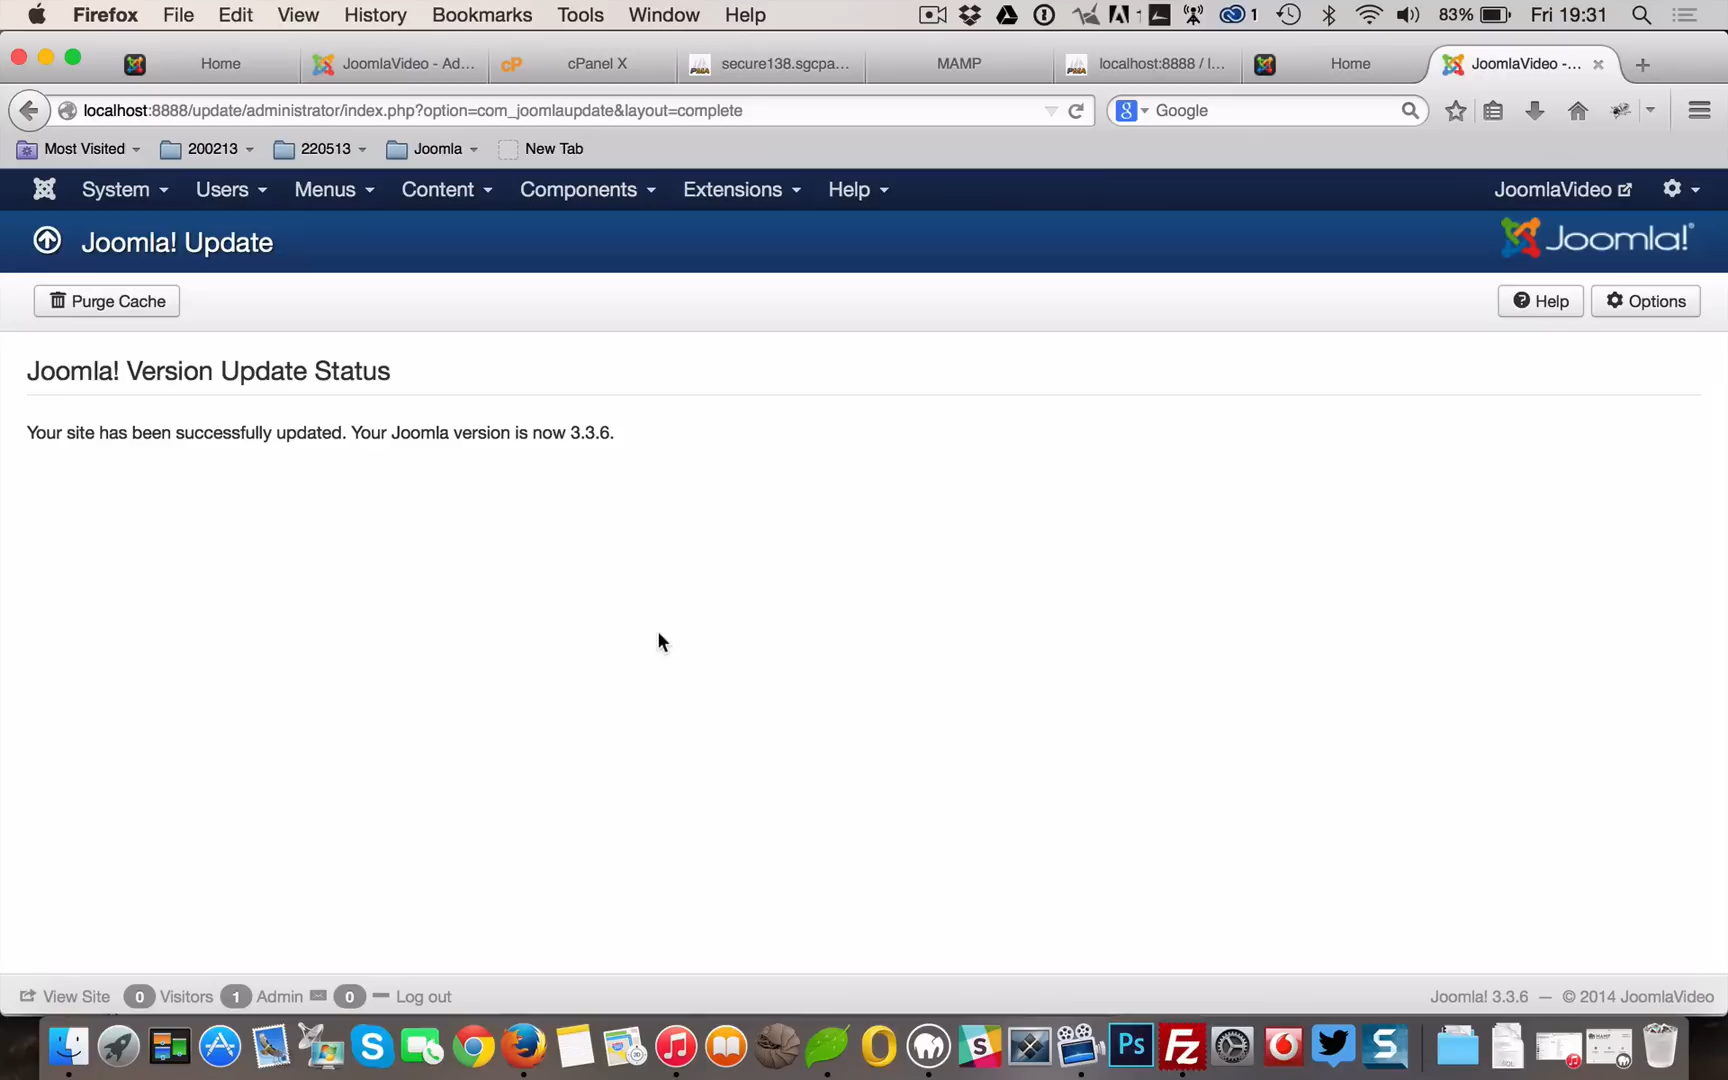 Firefox File Edit View History Bookmarks Tools Window Help 1 1 83% Fri 19:31
Home JoomlaVideo - Ad... cPanel X secure138.sgcpa... MAMP localhost:8888 / l... Home JoomlaVideo -...
localhost:8888/update/administrator/index.php?option=com_joomlaupdate&layout=complete Google
Most Visited 200213 220513 Joomla New Tab
System Users Menus Content Components Extensions Help JoomlaVideo
Joomla! Update Joomla!®
Purge Cache Help Options
Joomla! Version Update Status
Your site has been successfully updated. Your Joomla version is now 3.3.6.
View Site 0 Visitors 1 Admin 0 Log out Joomla! 3.3.6 — © 2014 JoomlaVideo